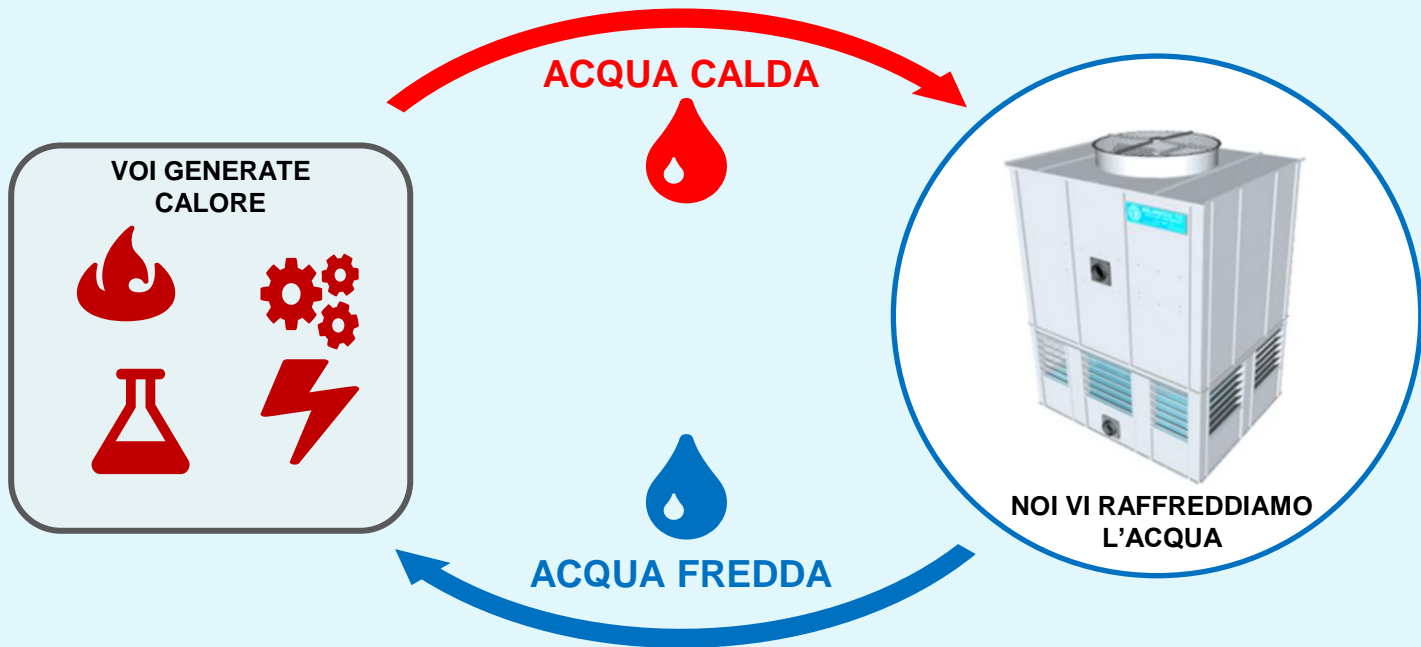 ACQUA CALDA
VOI GENERATE
CALORE
NOI VI RAFFREDDIAMO
L'ACQUA
ACQUA FREDDA